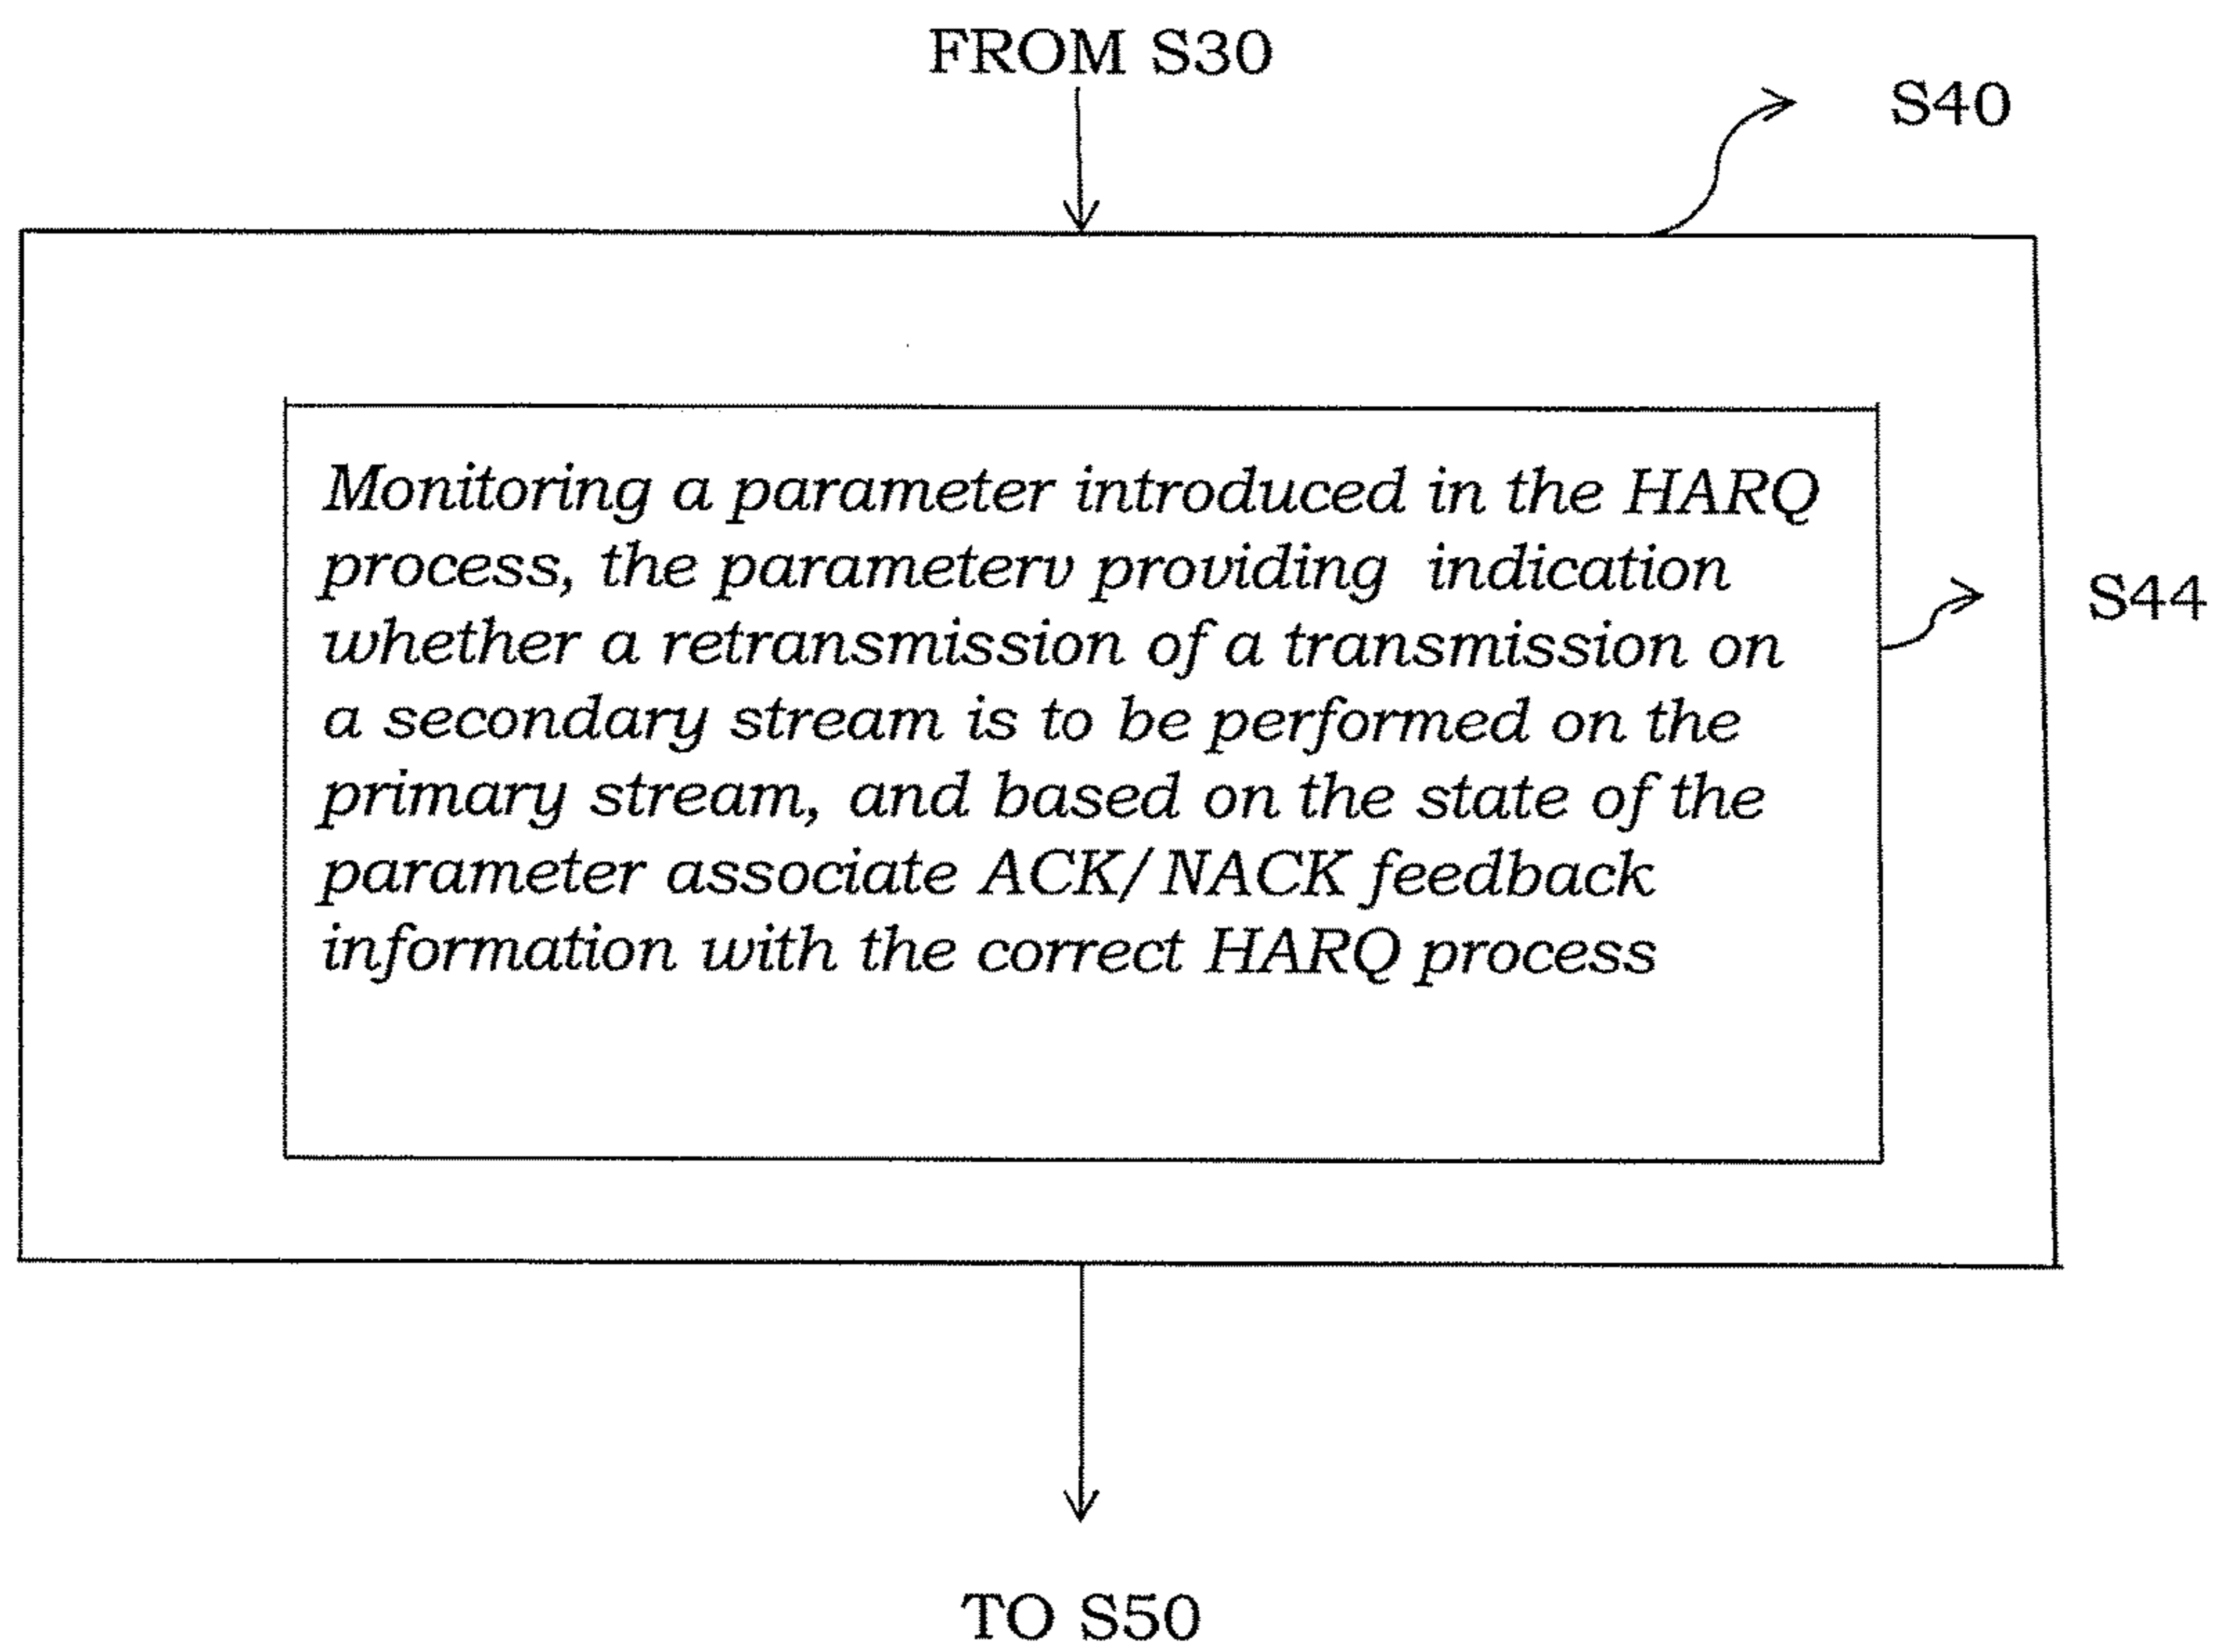 FROM S30
S40
Monitoring a parameter introduced in the HARQ
process, the parameterv providing indication
whether a retransmission of a transmission on
a secondary stream is to be performed on the
primary stream, and based on the state of the
parameter associate ACK/NACK feedback
information with the correct HARQ process
S44
TO S50